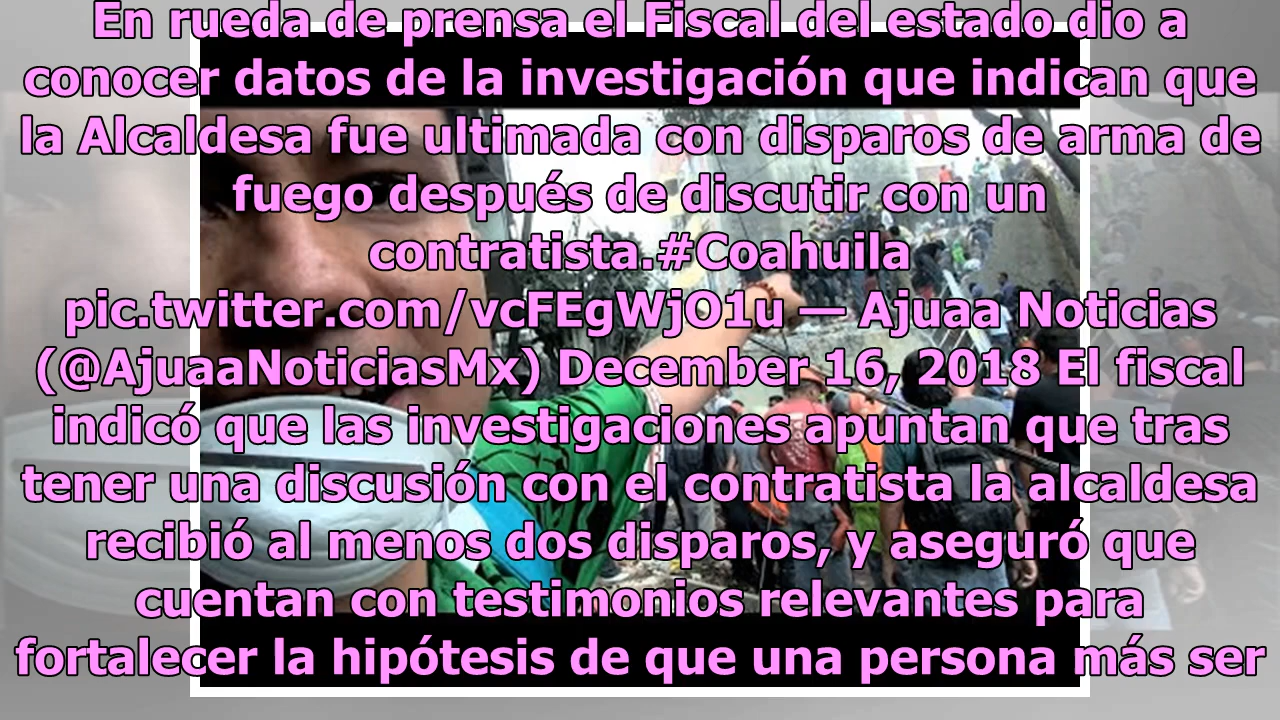 En rueda de prensa el Fiscal del estado dio a
conocer datos de la investigación que indican que
la Alcaldesa fue ultimada con disparos de arma de
fuego después de discutir con un
contratista.#Coahuila
pic.twitter.com/vcFEgWjO1u — Ajuaa Noticias
(@AjuaaNoticiasMx) December 16, 2018 El fiscal
indicó que las investigaciones apuntan que tras
tener una discusión con el contratista la alcaldesa
recibió al menos dos disparos, y aseguró que
cuentan con testimonios relevantes para
fortalecer la hipótesis de que una persona más ser